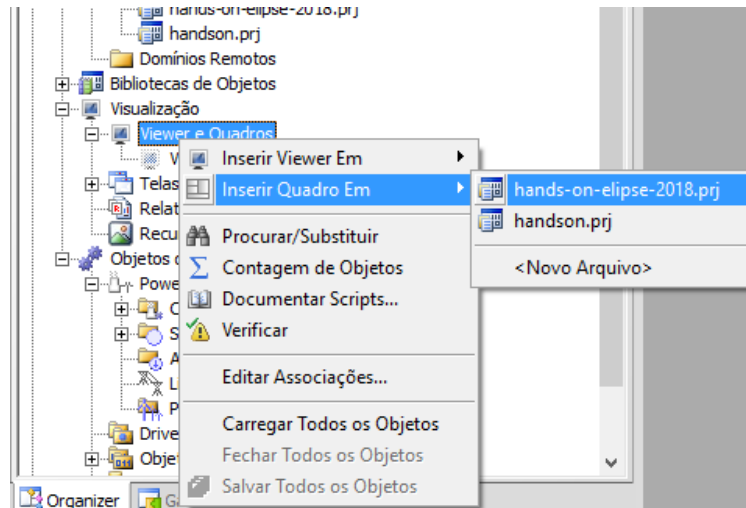 hands-on-elipse-2018.prj
handson.prj
Domínios Remotos
Bibliotecas de Objetos
Visualização
Viewer e Quadros
V
Inserir Viewer Em
Telas
Inserir Quadro Em
hands-on-elipse-2018.prj
Relat
handson.prj
Recu
Procurar/Substituir
Objetos
Contagem de Objetos
<Novo Arquivo>
Powe
Documentar Scripts...
C
S
Verificar
A
Li
Editar Associações...
P
Carregar Todos os Objetos
Drive
Fechar Todos os Objetos
Obje
Salvar Todos os Objetos
Organizer
Ga